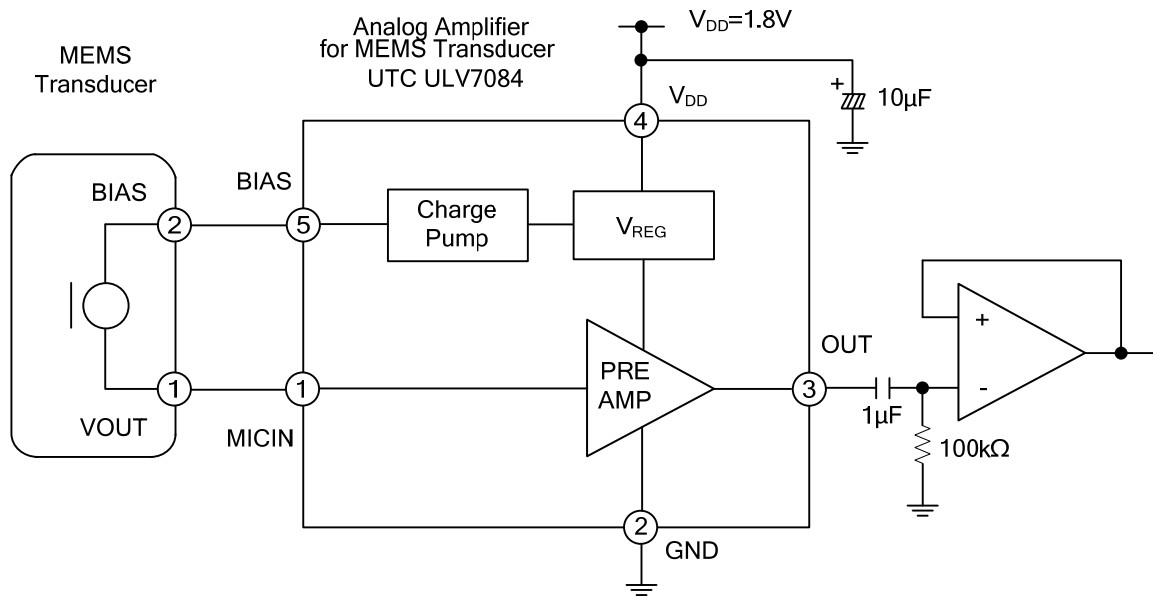 MEMS
Transducer
Analog Amplifier
for MEMS Transducer
UTC ULV7084
VDD=1.8V
10µF
VDD
4
BIAS
2
BIAS
5
Charge
Pump
VREG
PRE
AMP
1
VOUT
1
MICIN
OUT
3
1µF
100kΩ
+
-
+
2
GND